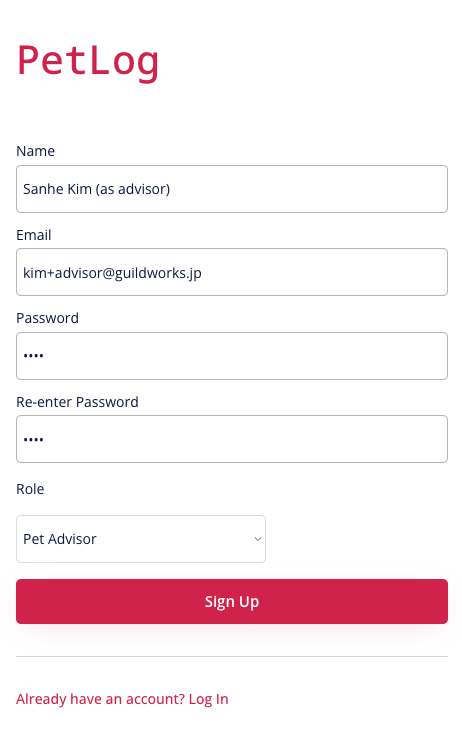 PetLog
Name
Sanhe Kim (as advisor)
Email
kim+advisor@guildworks.jp
Password
••••
Re-enter Password
••••
Role
Pet Advisor
Sign Up
Already have an account? Log In